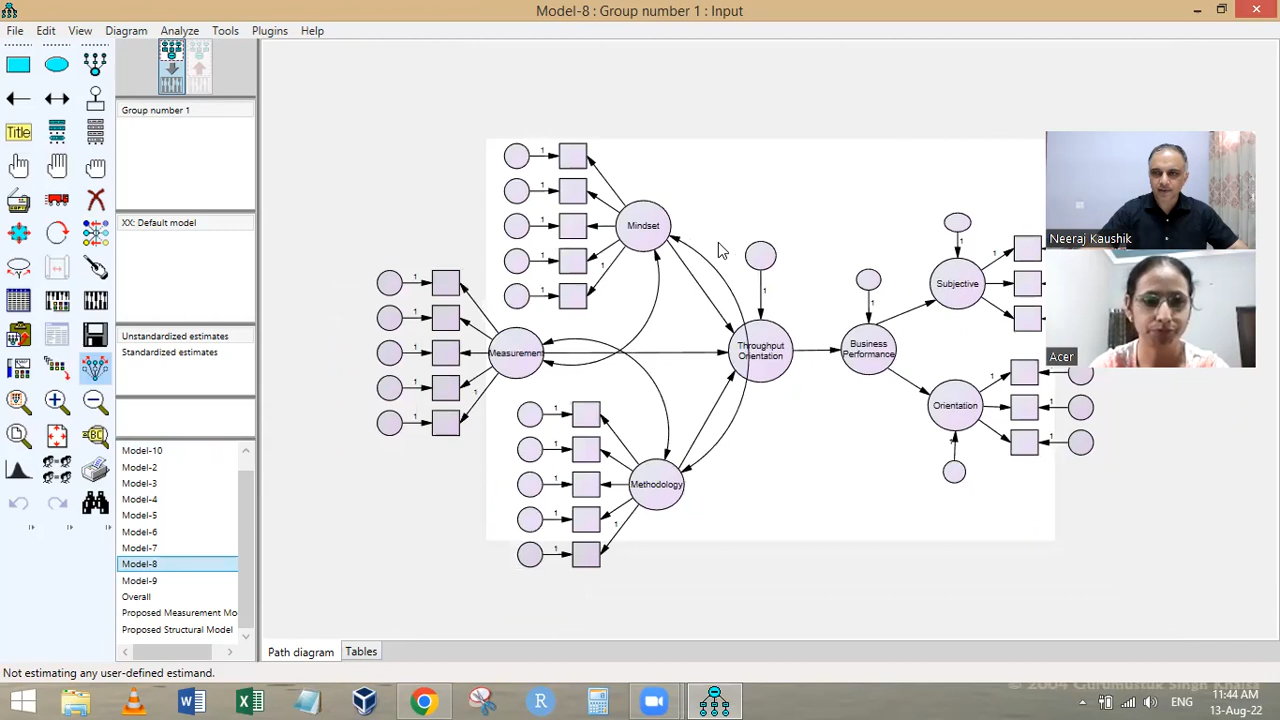 Model-8 : Group number 1 : Input
File Edit View Diagram Analyze Tools Plugins Help
Title
Group number 1
XX: Default model
Unstandardized estimates
Standardized estimates
Model-10
Model-2
Model-3
Model-4
Model-5
Model-6
Model-7
Model-8
Model-9
Overall
Proposed Measurement Mo
Proposed Structural Model
1
1
1
1
1
1
Mindset
1
1
1
1
1
1
Measurement
1
1
1
1
1
1
Methodology
1
Throughput
Orientation
1
Business
Performance
1
Subjective
1
1
Orientation
1
1
1
1
Neeraj Kaushik
Acer
Path diagram Tables
Not estimating any user-defined estimand.
© 2004 Gurumustuk Singh Khalsa
ENG
11:44 AM
13-Aug-22